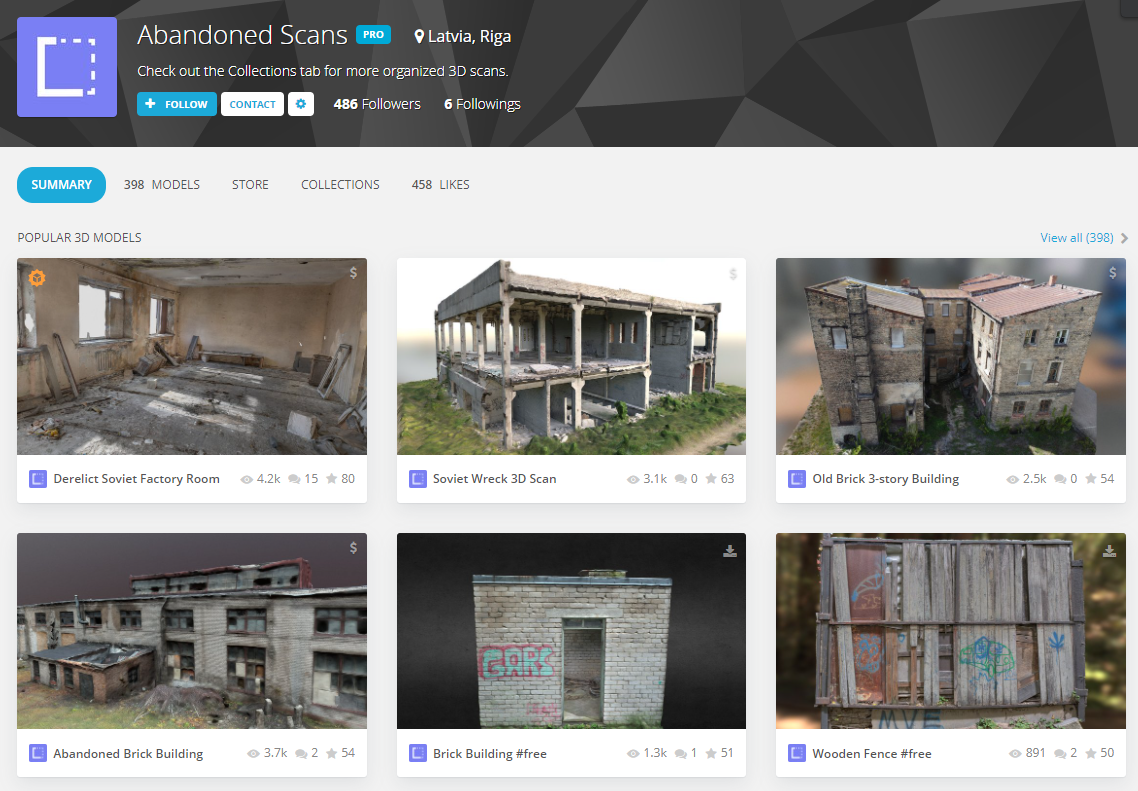 Abandoned Scans PRO Latvia, Riga
Check out the Collections tab for more organized 3D scans.
+ FOLLOW CONTACT 486 Followers 6 Followings
SUMMARY 398 MODELS STORE COLLECTIONS 458 LIKES
POPULAR 3D MODELS View all (398)
$ $ $
Derelict Soviet Factory Room 4.2k 15 80
Soviet Wreck 3D Scan 3.1k 0 63
Old Brick 3-story Building 2.5k 0 54
$
MVE
Abandoned Brick Building 3.7k 2 54
Brick Building #free 1.3k 1 51
Wooden Fence #free 891 2 50